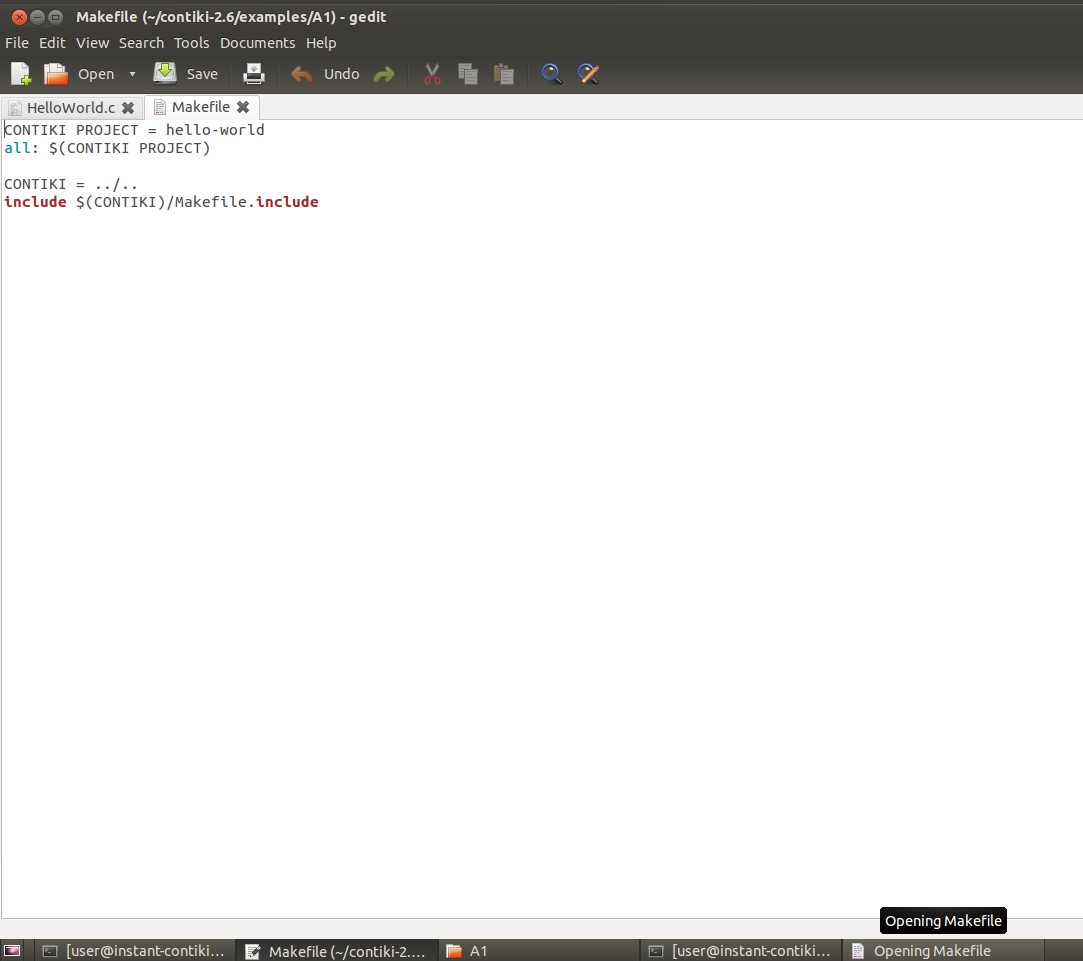 Makefile (~/contiki-2.6/examples/A1) - gedit
File Edit View Search Tools Documents Help
Open Save Undo
HelloWorld.c Makefile
CONTIKI PROJECT = hello-world
all: $(CONTIKI PROJECT)
CONTIKI = ../..
include $(CONTIKI)/Makefile.include
Opening Makefile
[user@instant-contiki... Makefile (~/contiki-2.... A1 [user@instant-contiki... Opening Makefile